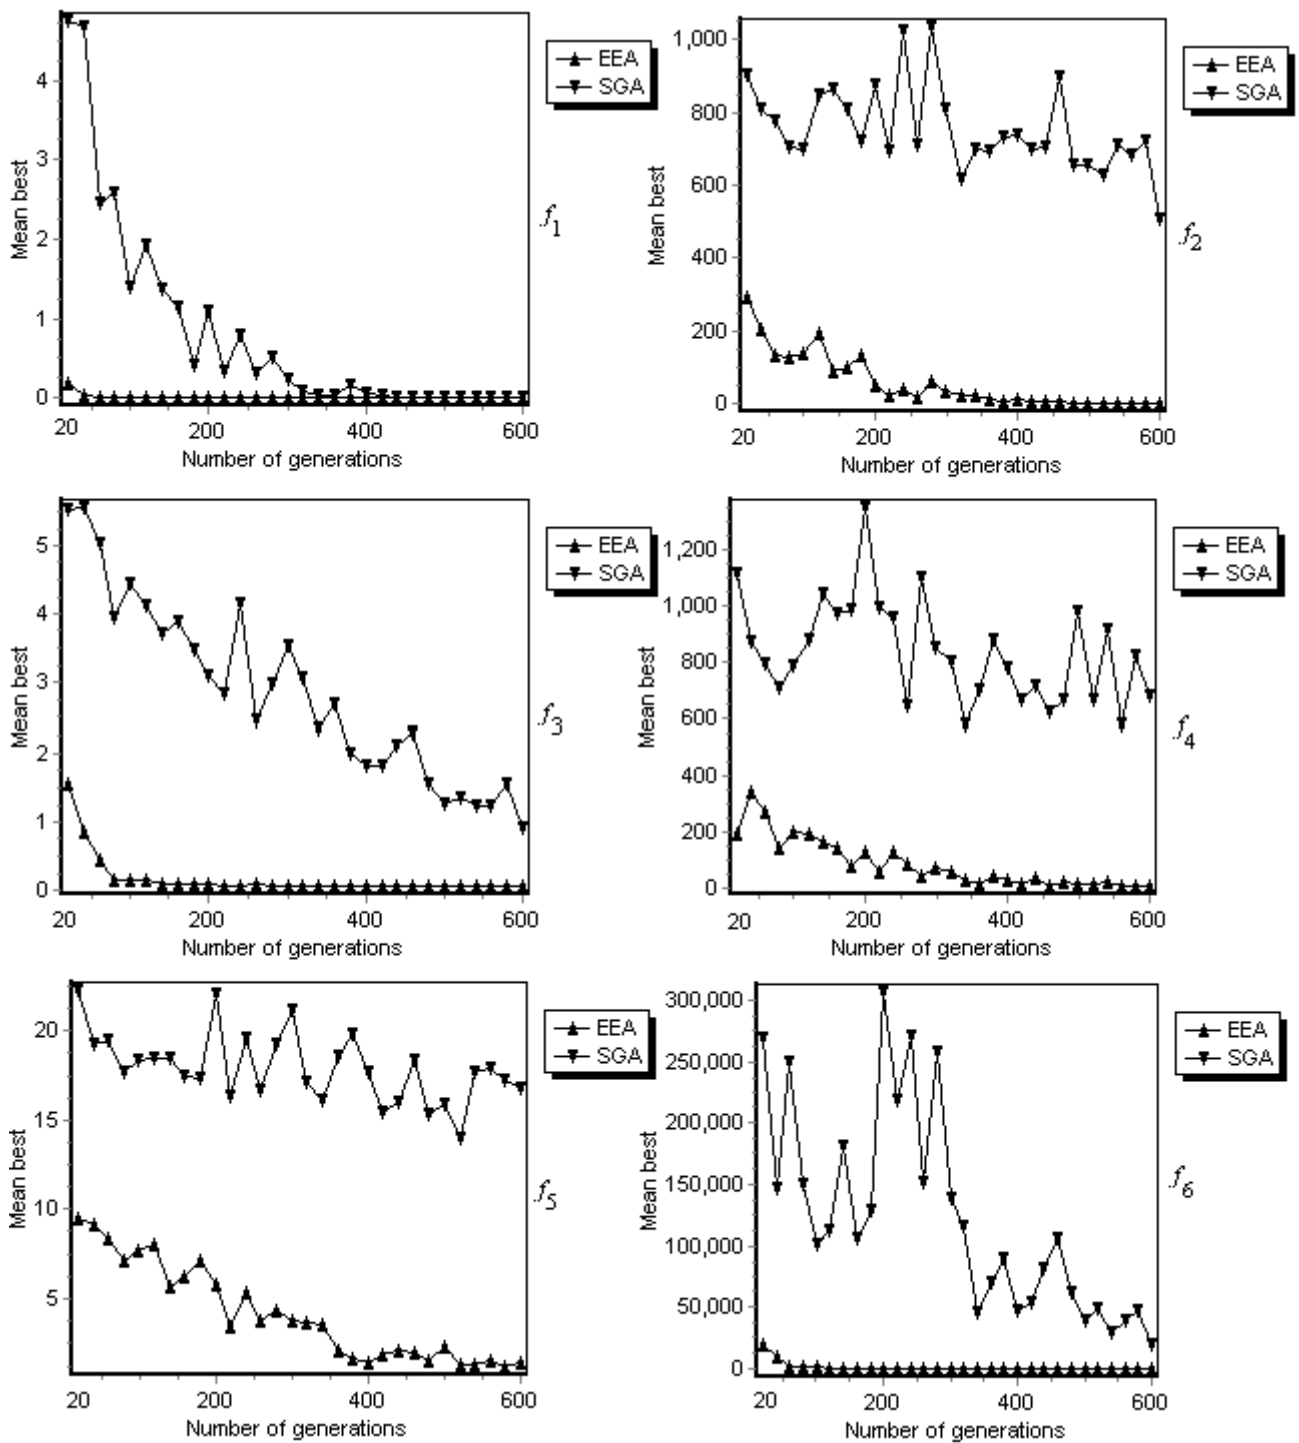 4
3
2
1
0
Mean best
20 200 400 600
Number of generations
EEA
SGA
f1
1,000
800
600
400
200
0
Mean best
20 200 400 600
Number of generations
EEA
SGA
f2
5
4
3
2
1
0
Mean best
20 200 400 600
Number of generations
EEA
SGA
f3
1,200
1,000
800
600
400
200
0
Mean best
20 200 400 600
Number of generations
EEA
SGA
f4
20
15
10
5
Mean best
20 200 400 600
Number of generations
EEA
SGA
f5
300,000
250,000
200,000
150,000
100,000
50,000
0
Mean best
20 200 400 600
Number of generations
EEA
SGA
f6